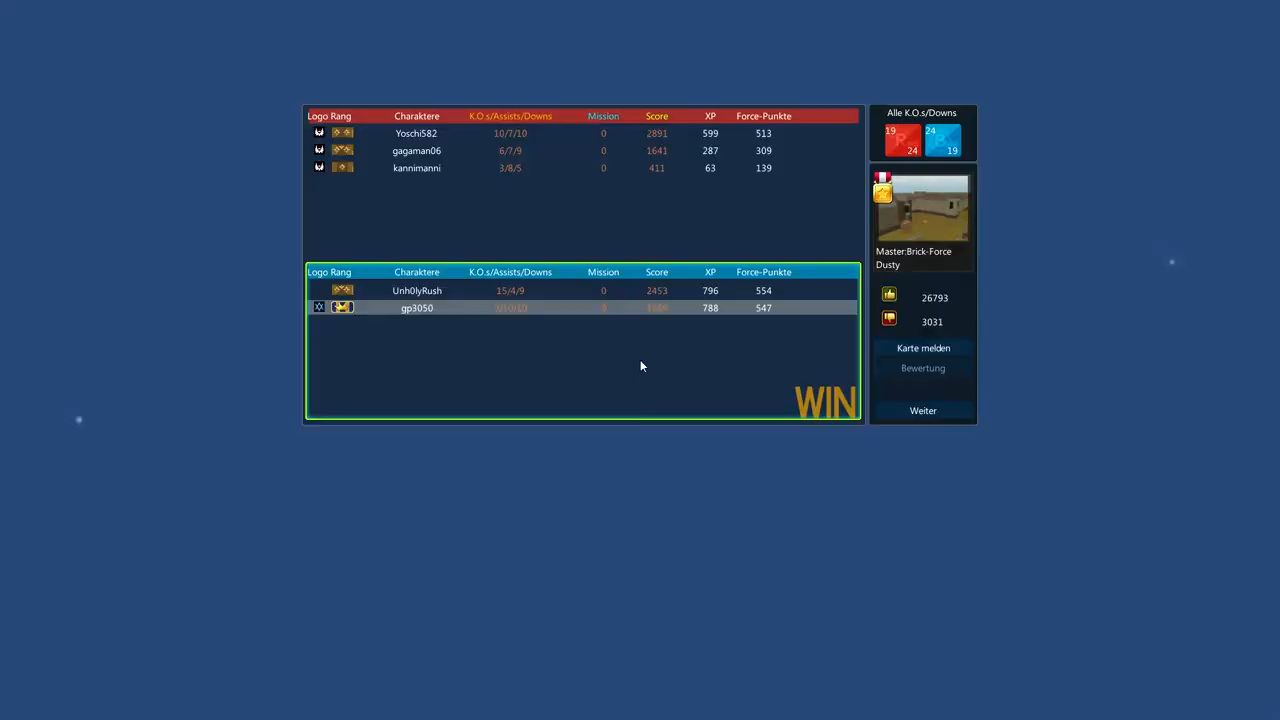 Logo Rang Charaktere K.O.s/Assists/Downs Mission Score XP Force-Punkte
Yoschi582 10/7/10 0 2891 599 513
gagaman06 6/7/9 0 1641 287 309
kannimanni 3/8/5 0 411 63 139
Logo Rang Charaktere K.O.s/Assists/Downs Mission Score XP Force-Punkte
Unh0lyRush 15/4/9 0 2453 796 554
gp3050 788 547
WIN
Alle K.O.s/Downs
19 R 24
24 B 19
Master:Brick-Force
Dusty
26793
3031
Karte melden
Bewertung
Weiter